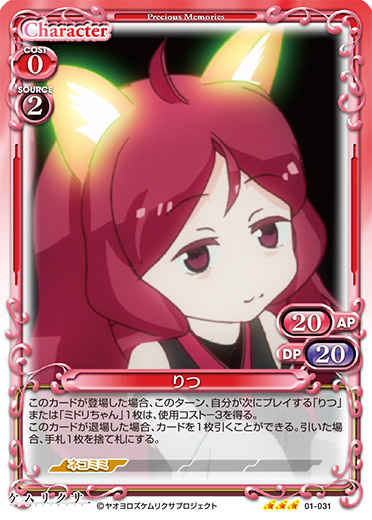 Precious Memories
Character
COST
0
SOURCE
2
20 AP
DP 20
りつ
このカードが登場した場合、このターン、自分が次にプレイする「りつ」
または「ミドリちゃん」1枚は、使用コスト－3を得る。
このカードが退場した場合、カードを1枚引くことができる。引いた場
合、手札1枚を捨て札にする。
ネコミミ
ケムリクサ
©ヤオヨロズケムリクサプロジェクト
01-031